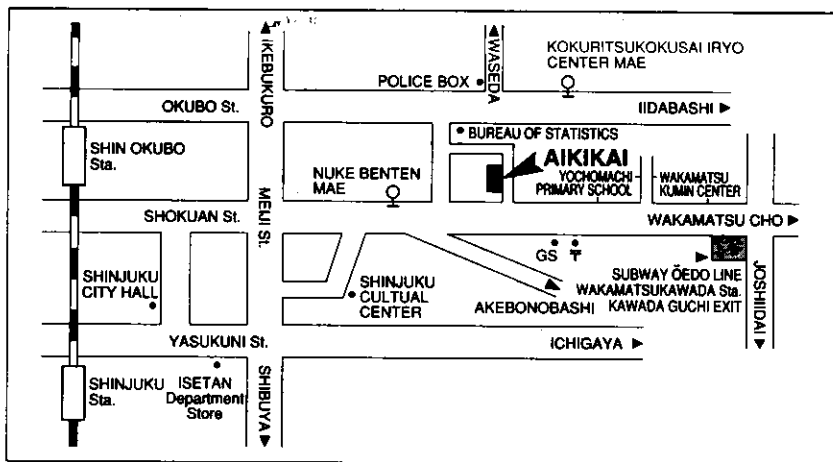 IKEBUKURO
WASEDA
KOKURITSUKOKUSAI IRYO
CENTER MAE
POLICE BOX
OKUBO St.
IIDABASHI
SHIN OKUBO
Sta.
BUREAU OF STATISTICS
AIKIKAI
NUKE BENTEN
MAE
YOCHOMACHI
PRIMARY SCHOOL
WAKAMATSU
KUMIN CENTER
MEIJI St.
SHOKUAN St.
WAKAMATSU CHO
GS
〒
SHINJUKU
CITY HALL
SHINJUKU
CULTUAL
CENTER
SUBWAY ŌEDO LINE
WAKAMATSUKAWADA Sta.
KAWADA GUCHI EXIT
AKEBONOBASHI
JOSHIIDAI
YASUKUNI St.
ICHIGAYA
SHINJUKU
Sta.
ISETAN
Department
Store
SHIBUYA